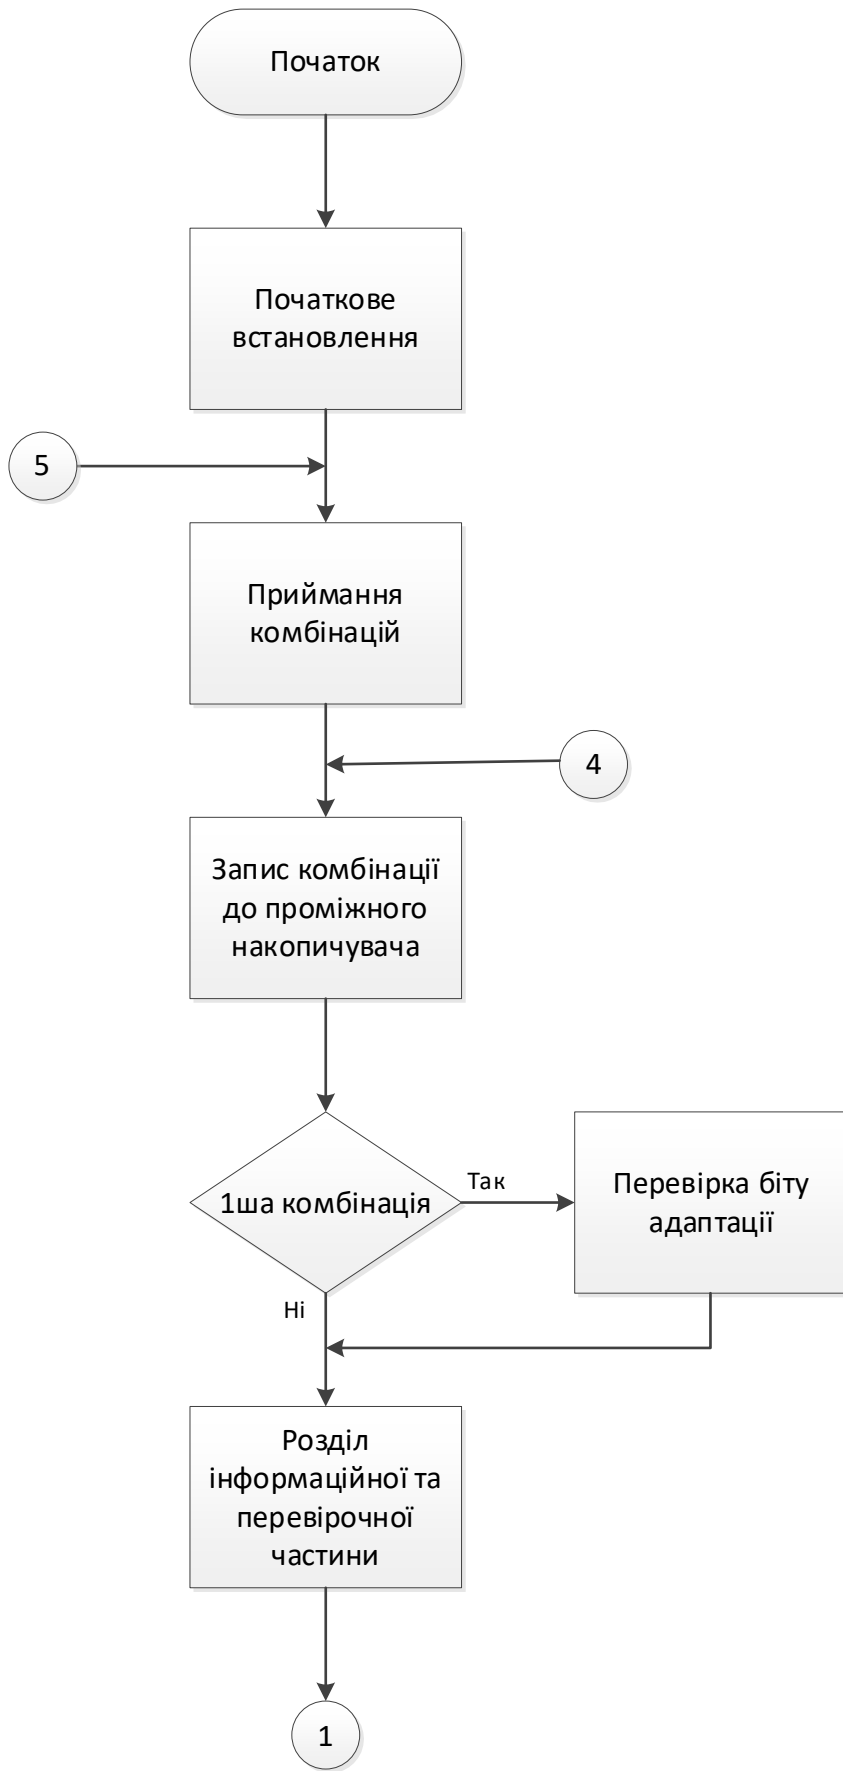 Початок
Початкове
встановлення
5
Приймання
комбінацій
4
Запис комбінації
до проміжного
накопичувача
1ша комбінація
Так
Перевірка біту
адаптації
Ні
Розділ
інформаційної та
перевірочної
частини
1